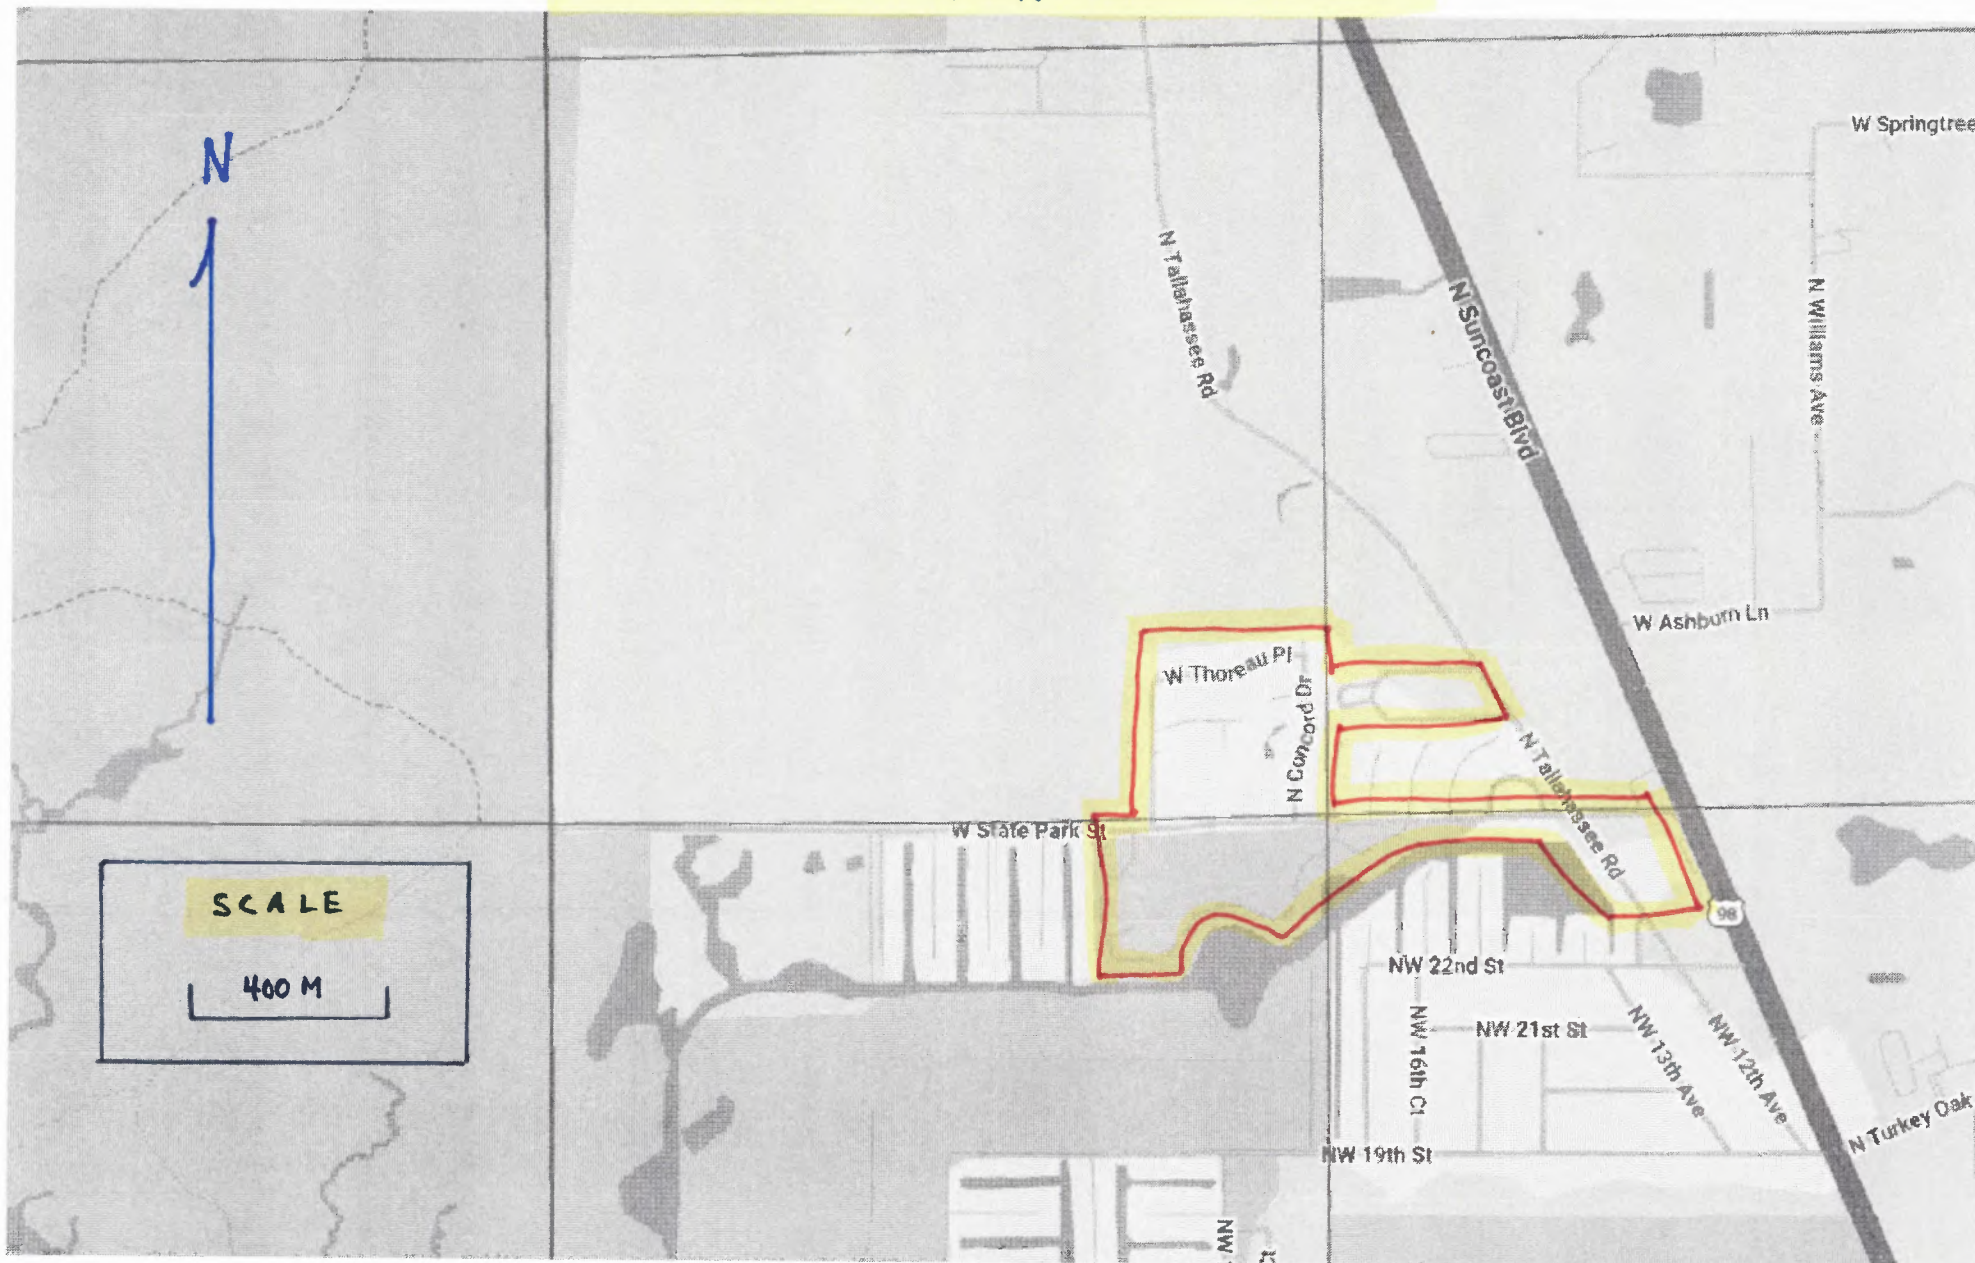 W Springtree
N
N Tallahassee Rd
N Suncoast Blvd
N Williams Ave
W Ashburn Ln
W Thoreau Pl
N Concord Dr
N Tallahassee Rd
W State Park St
SCALE
400 M
98
NW 22nd St
NW 21st St
NW 16th Ct
NW 13th Ave
NW 12th Ave
N Turkey Oak
NW 19th St
NW
Ct